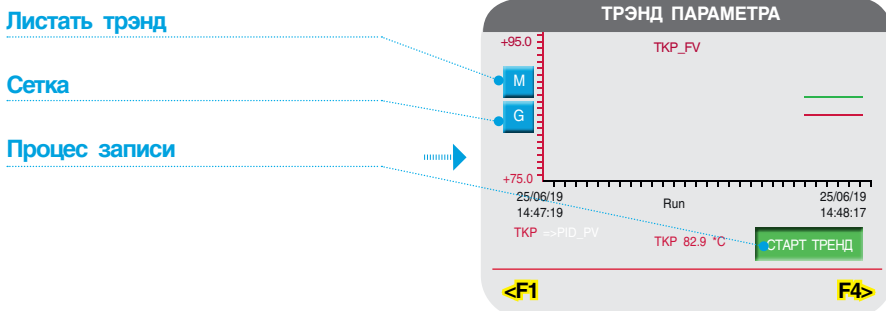 Листать трэнд
Сетка
Процес записи
ТРЭНД ПАРАМЕТРА
+95.0
TKP_FV
M
G
+75.0
25/06/19
14:47:19
Run
25/06/19
14:48:17
TKP =>PID_PV
TKP 82.9 °C
СТАРТ ТРЕНД
<F1
F4>